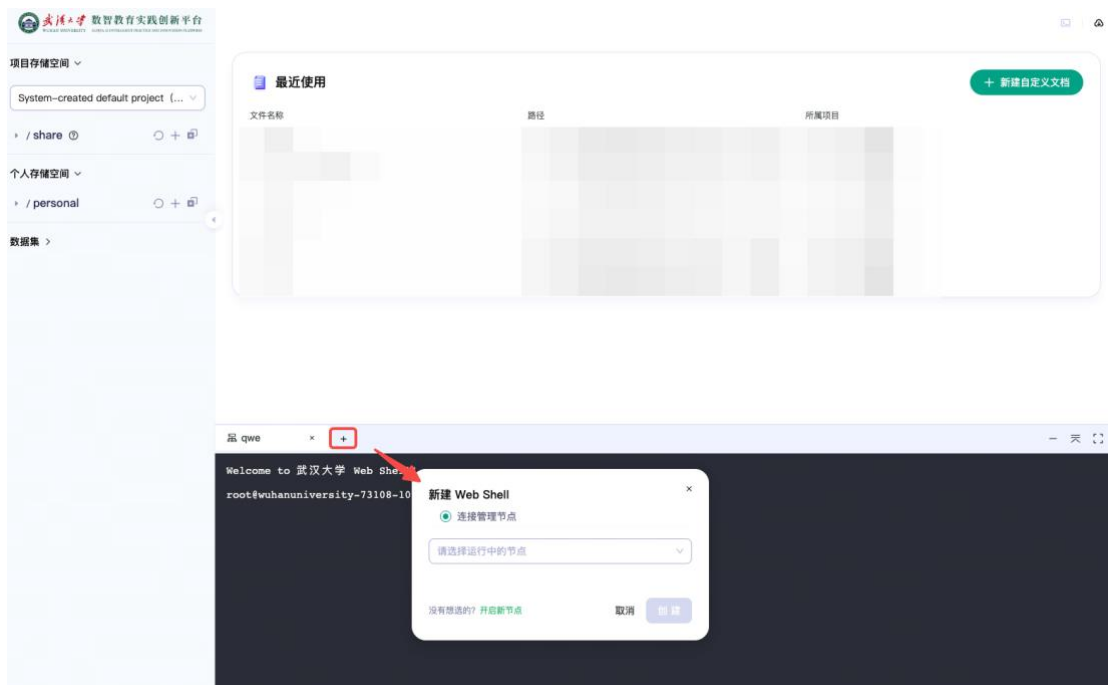 武汉大学 数智教育实践创新平台
WUHAN UNIVERSITY
项目存储空间
System-created default project (...
/ share
个人存储空间
/ personal
数据集
最近使用
+ 新建自定义文档
文件名称 路径 所属项目
qwe × +
Welcome to 武汉大学 Web She
root@wuhanuniversity-73108-10
新建 Web Shell ×
连接管理节点
请选择运行中的节点
没有想选的? 开启新节点 取消 创建